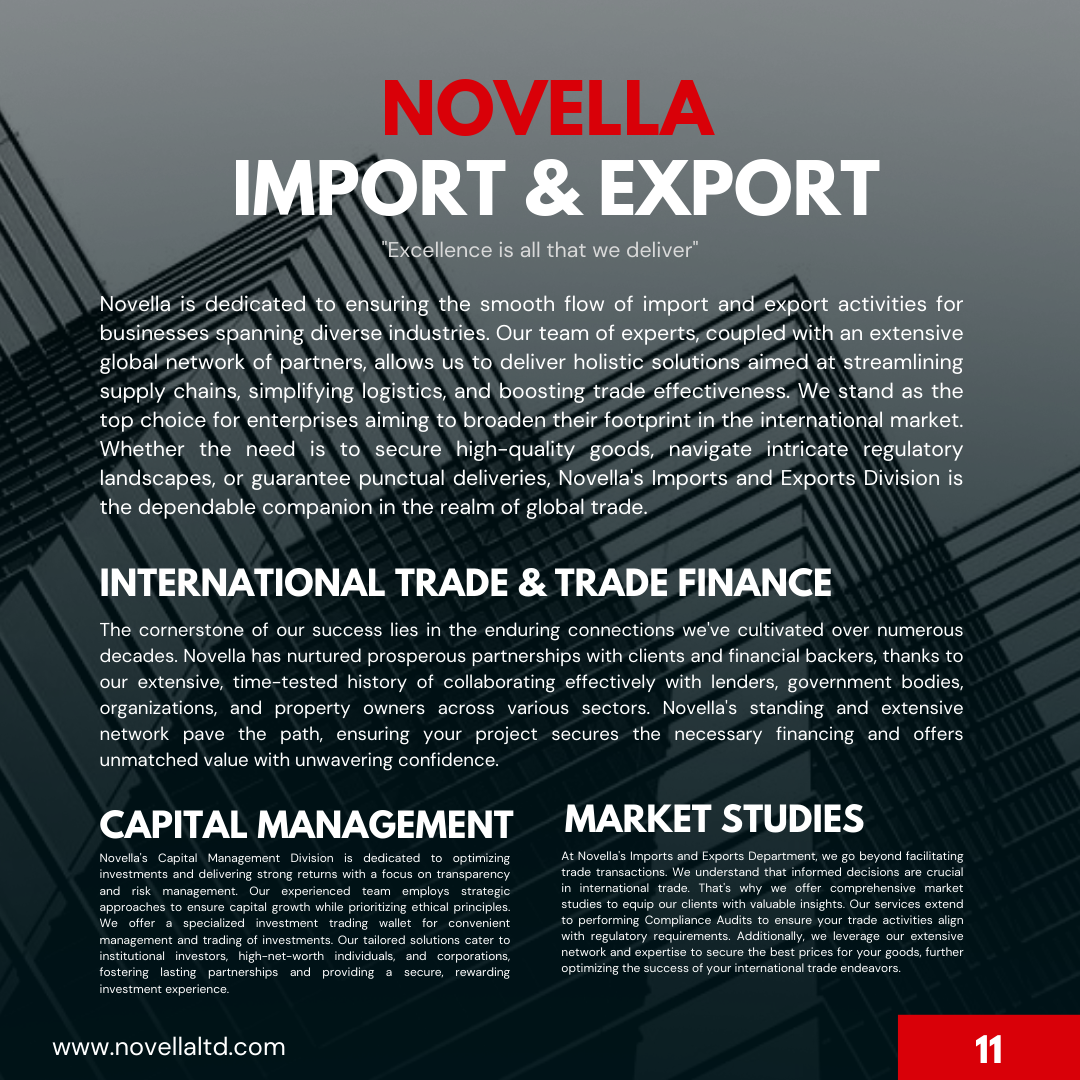 NOVELLA
IMPORT & EXPORT
"Excellence is all that we deliver"
Novella is dedicated to ensuring the smooth flow of import and export activities for
businesses spanning diverse industries. Our team of experts, coupled with an extensive
global network of partners, allows us to deliver holistic solutions aimed at streamlining
supply chains, simplifying logistics, and boosting trade effectiveness. We stand as the
top choice for enterprises aiming to broaden their footprint in the international market.
Whether the need is to secure high-quality goods, navigate intricate regulatory
landscapes, or guarantee punctual deliveries, Novella's Imports and Exports Division is
the dependable companion in the realm of global trade.
INTERNATIONAL TRADE & TRADE FINANCE
The cornerstone of our success lies in the enduring connections we've cultivated over numerous
decades. Novella has nurtured prosperous partnerships with clients and financial backers, thanks to
our extensive, time-tested history of collaborating effectively with lenders, government bodies,
organizations, and property owners across various sectors. Novella's standing and extensive
network pave the path, ensuring your project secures the necessary financing and offers
unmatched value with unwavering confidence.
CAPITAL MANAGEMENT
Novella's Capital Management Division is dedicated to optimizing
investments and delivering strong returns with a focus on transparency
and risk management. Our experienced team employs strategic
approaches to ensure capital growth while prioritizing ethical principles.
We offer a specialized investment trading wallet for convenient
management and trading of investments. Our tailored solutions cater to
institutional investors, high-net-worth individuals, and corporations,
fostering lasting partnerships and providing a secure, rewarding
investment experience.
MARKET STUDIES
At Novella's Imports and Exports Department, we go beyond facilitating
trade transactions. We understand that informed decisions are crucial
in international trade. That's why we offer comprehensive market
studies to equip our clients with valuable insights. Our services extend
to performing Compliance Audits to ensure your trade activities align
with regulatory requirements. Additionally, we leverage our extensive
network and expertise to secure the best prices for your goods, further
optimizing the success of your international trade endeavors.
www.novellaltd.com
11